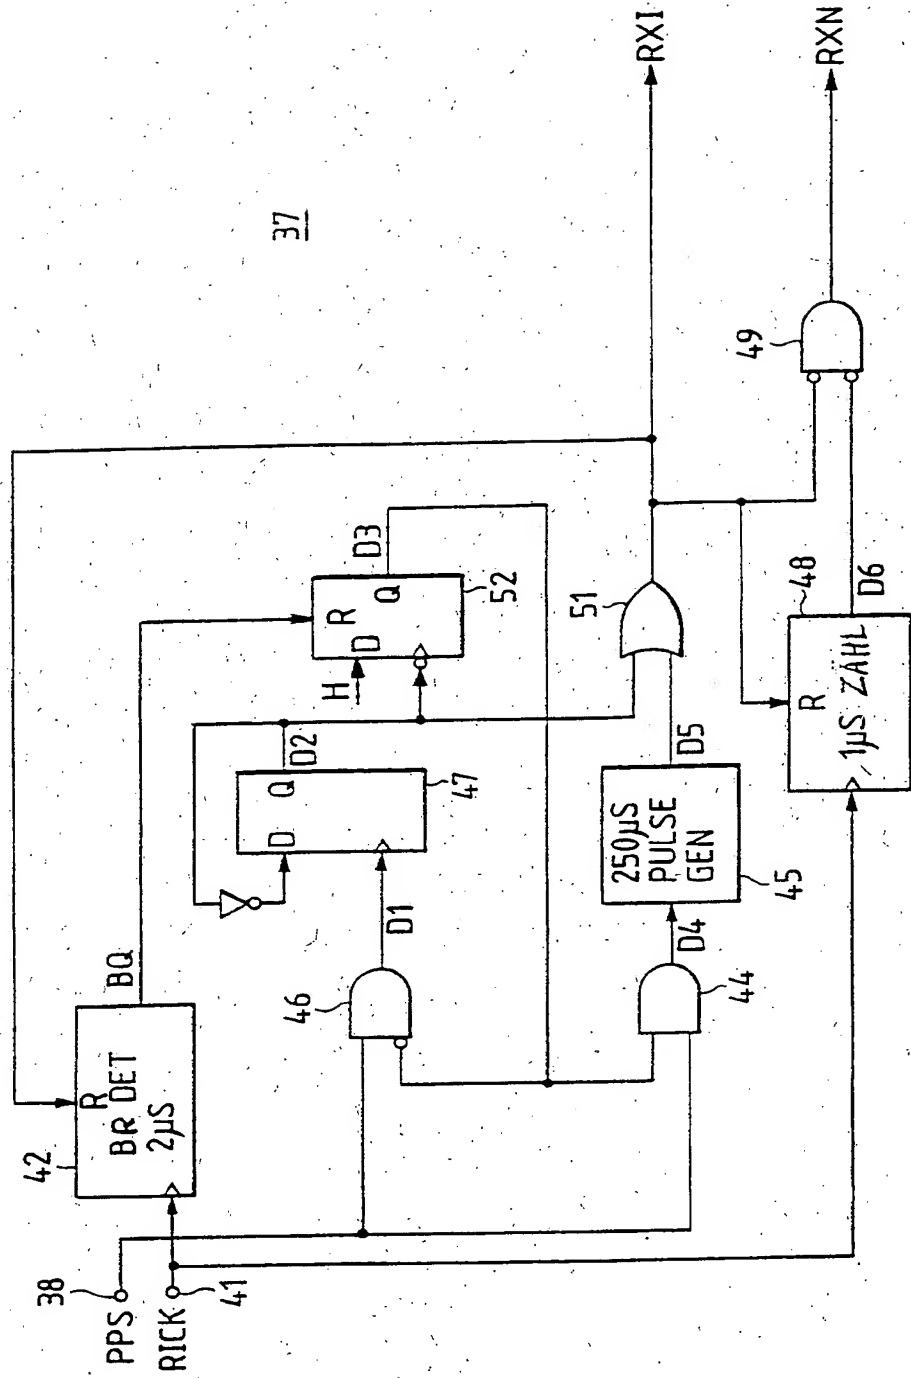 37
RXI
RXN
BQ
42
R
BR DET
2µS
38
PPS
RICK
41
46
D1
D
Q
D2
47
H
R
D
Q
D3
52
44
D4
250µS
PULSE
GEN
45
D5
51
R
1µS ZÄHL
48
D6
49